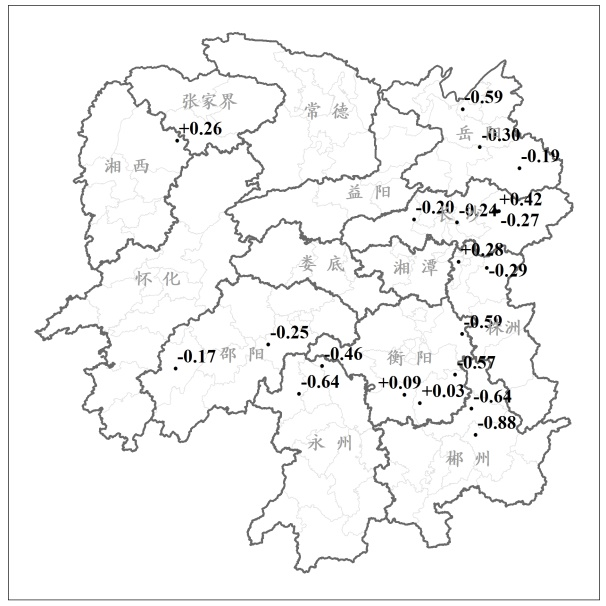 -0.59
张家界
常德
+0.26
岳阳
-0.30
-0.19
湘西
益阳
+0.42
-0.20
-0.24
-0.27
+0.28
娄底
湘潭
-0.29
怀化
-0.59
株洲
-0.25
-0.17
邵阳
-0.46
衡阳
-0.57
-0.64
+0.09
+0.03
-0.64
-0.88
永州
郴州